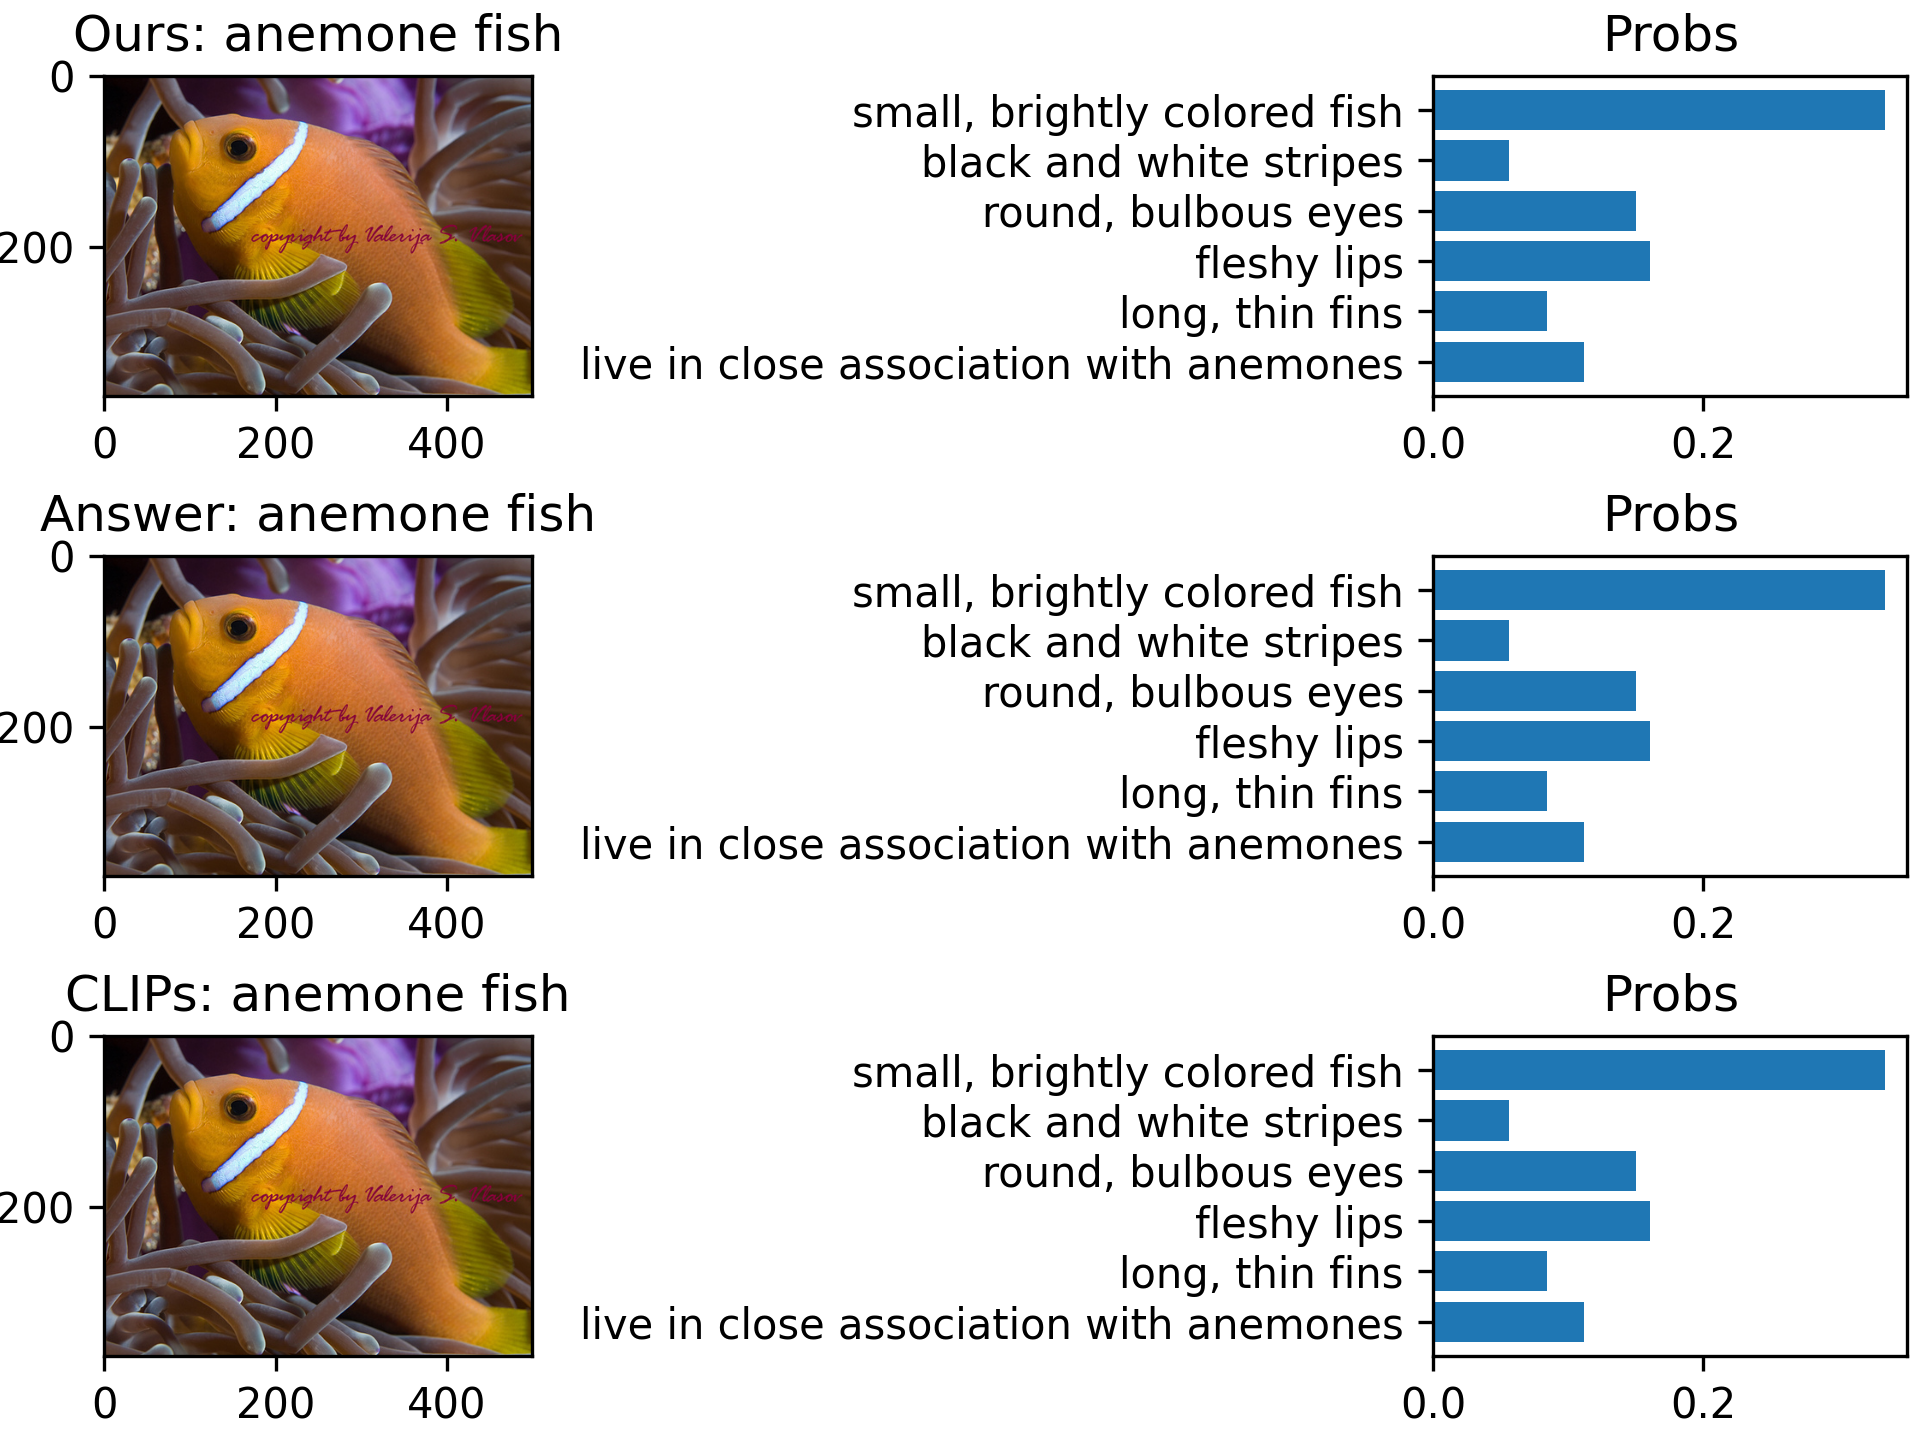 Ours: anemone fish
Probs
0
200
0
200
400
small, brightly colored fish
black and white stripes
round, bulbous eyes
fleshy lips
long, thin fins
live in close association with anemones
0.0
0.2
copyright by Valerija S. Vlasov
Answer: anemone fish
Probs
0
200
0
200
400
small, brightly colored fish
black and white stripes
round, bulbous eyes
fleshy lips
long, thin fins
live in close association with anemones
0.0
0.2
copyright by Valerija S. Vlasov
CLIPs: anemone fish
Probs
0
200
0
200
400
small, brightly colored fish
black and white stripes
round, bulbous eyes
fleshy lips
long, thin fins
live in close association with anemones
0.0
0.2
copyright by Valerija S. Vlasov